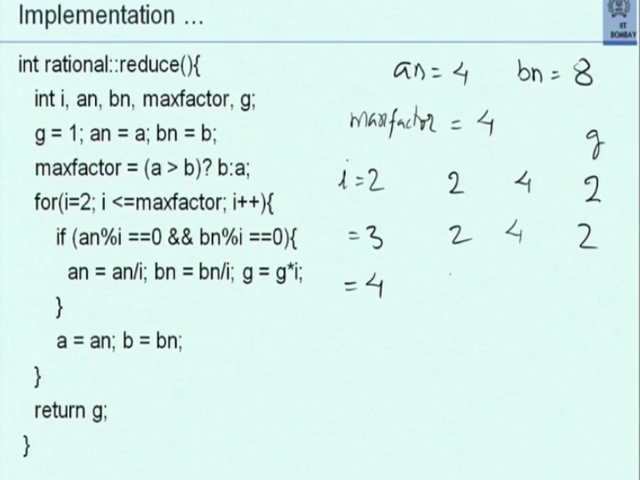 Implementation ...
IIT
BOMBAY
int rational::reduce(){
int i, an, bn, maxfactor, g;
g = 1; an = a; bn = b;
maxfactor = (a > b)? b:a;
for(i=2; i <=maxfactor; i++){
if (an%i ==0 && bn%i ==0){
an = an/i; bn = bn/i; g = g*i;
}
a = an; b = bn;
}
return g;
}
an = 4 bn = 8
maxfactor = 4
g
i = 2 2 4 2
= 3 2 4 2
= 4